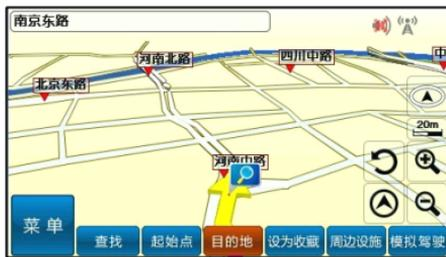 南京东路
河南北路
四川中路
中
北京东路
20m
河南中路
菜单
查找
起始点
目的地
设为收藏
周边设施
模拟驾驶